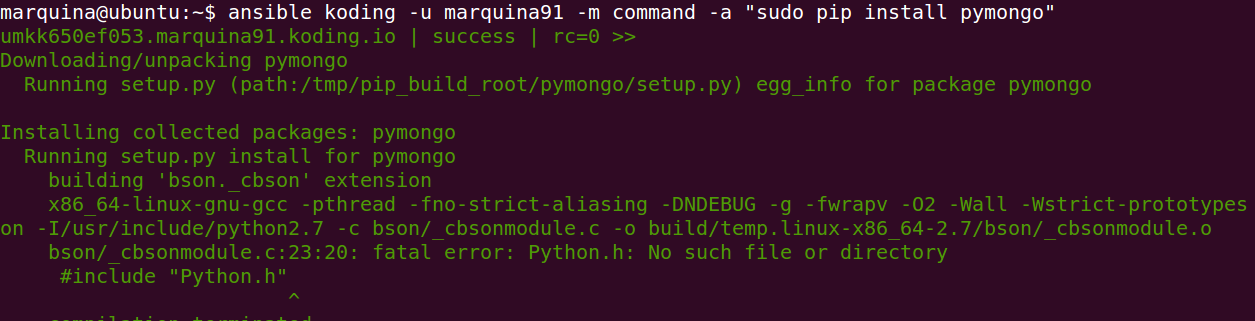 marquina@ubuntu:~$ ansible koding -u marquina91 -m command -a "sudo pip install pymongo"
umkk650ef053.marquina91.koding.io | success | rc=0 >>
Downloading/unpacking pymongo
  Running setup.py (path:/tmp/pip_build_root/pymongo/setup.py) egg_info for package pymongo

Installing collected packages: pymongo
  Running setup.py install for pymongo
    building 'bson._cbson' extension
    x86_64-linux-gnu-gcc -pthread -fno-strict-aliasing -DNDEBUG -g -fwrapv -O2 -Wall -Wstrict-prototypes
on -I/usr/include/python2.7 -c bson/_cbsonmodule.c -o build/temp.linux-x86_64-2.7/bson/_cbsonmodule.o
    bson/_cbsonmodule.c:23:20: fatal error: Python.h: No such file or directory
     #include "Python.h"
                        ^
    compilation terminated